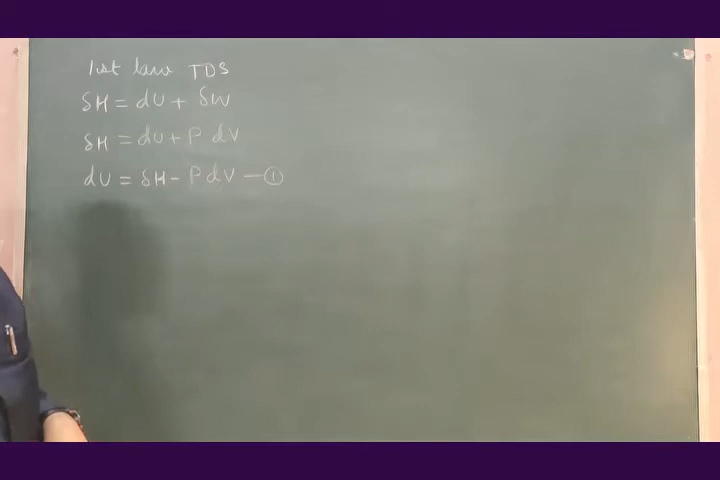 1st law TDS
δH = dU + δW
δH = dU + P dV
dU = δH - P dV — ①